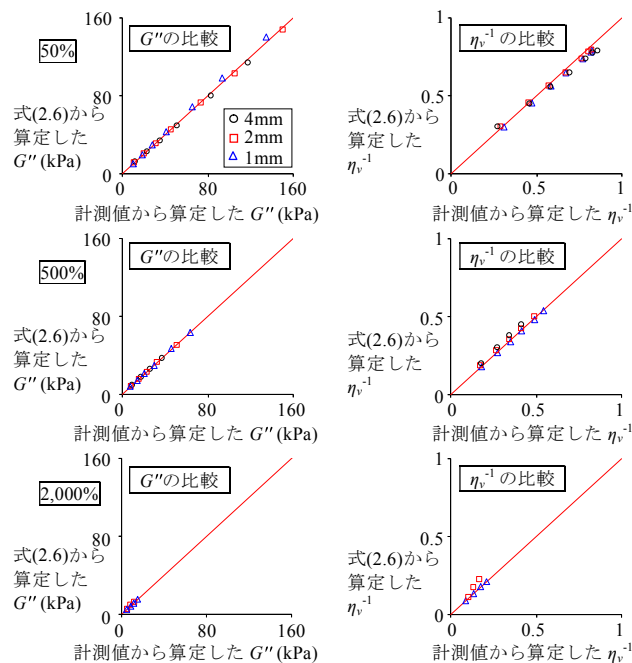 50%
G″の比較
160
80
0
0
80
160
式(2.6)から
算定した
G″ (kPa)
4mm
2mm
1mm
計測値から算定した G″ (kPa)
ηv⁻¹ の比較
1
0.5
0
0
0.5
1
式(2.6)から
算定した
ηv⁻¹
計測値から算定した ηv⁻¹
500%
G″の比較
160
80
0
0
80
160
式(2.6)から
算定した
G″ (kPa)
計測値から算定した G″ (kPa)
ηv⁻¹ の比較
1
0.5
0
0
0.5
1
式(2.6)から
算定した
ηv⁻¹
計測値から算定した ηv⁻¹
2,000%
G″の比較
160
80
0
0
80
160
式(2.6)から
算定した
G″ (kPa)
計測値から算定した G″ (kPa)
ηv⁻¹ の比較
1
0.5
0
0
0.5
1
式(2.6)から
算定した
ηv⁻¹
計測値から算定した ηv⁻¹